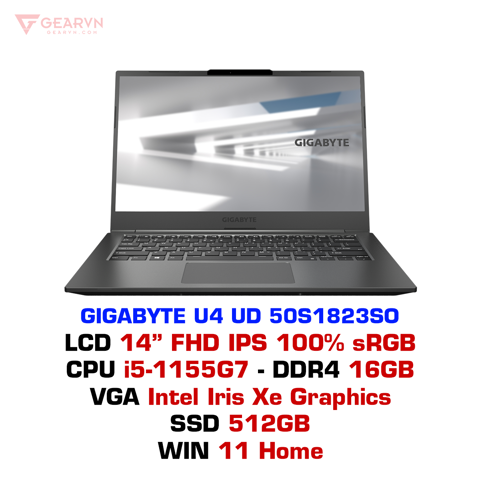 GEARVN
GEARVN.COM
GIGABYTE
GIGABYTE
GIGABYTE U4 UD 50S1823SO
LCD 14” FHD IPS 100% sRGB
CPU i5-1155G7 - DDR4 16GB
VGA Intel Iris Xe Graphics
SSD 512GB
WIN 11 Home